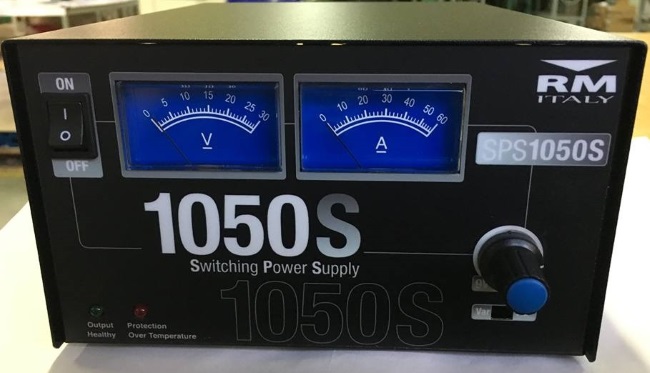 ON
I
O
OFF
0 5 10 15 20 25 30
V
0 10 20 30 40 50 60
A
RM
ITALY
SPS1050S
1050S
Switching Power Supply
1050S
Var
Output
Healthy
Protection
Over Temperature